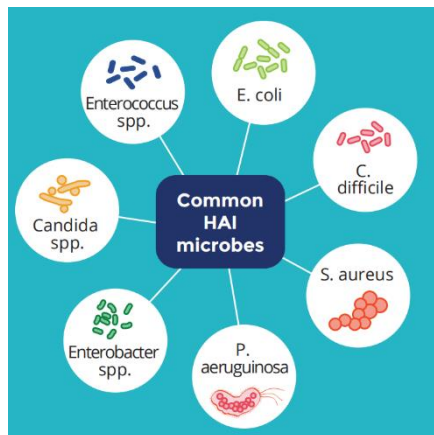 Common
HAI
microbes
E. coli
C.
difficile
S. aureus
P.
aeruginosa
Enterobacter
spp.
Candida
spp.
Enterococcus
spp.